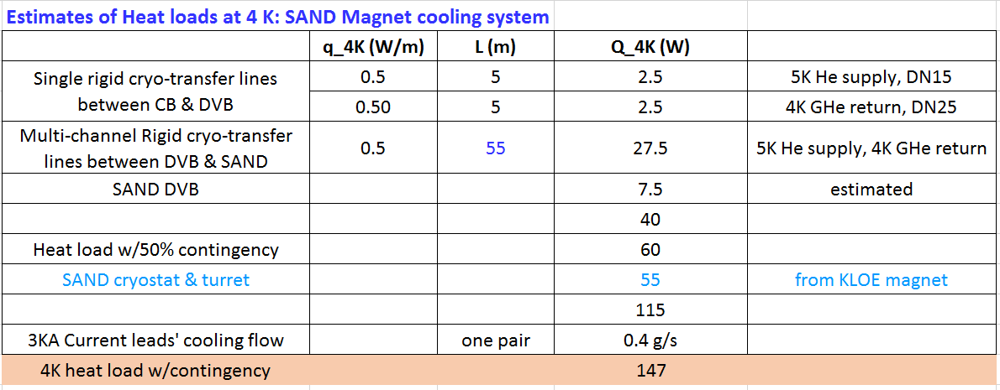 Estimates of Heat loads at 4 K: SAND Magnet cooling system
q_4K (W/m) L (m) Q_4K (W)
Single rigid cryo-transfer lines
between CB & DVB
0.5 5 2.5 5K He supply, DN15
0.50 5 2.5 4K GHe return, DN25
Multi-channel Rigid cryo-transfer
lines between DVB & SAND
0.5 55 27.5 5K He supply, 4K GHe return
SAND DVB 7.5 estimated
40
Heat load w/50% contingency 60
SAND cryostat & turret 55 from KLOE magnet
115
3KA Current leads' cooling flow one pair 0.4 g/s
4K heat load w/contingency 147